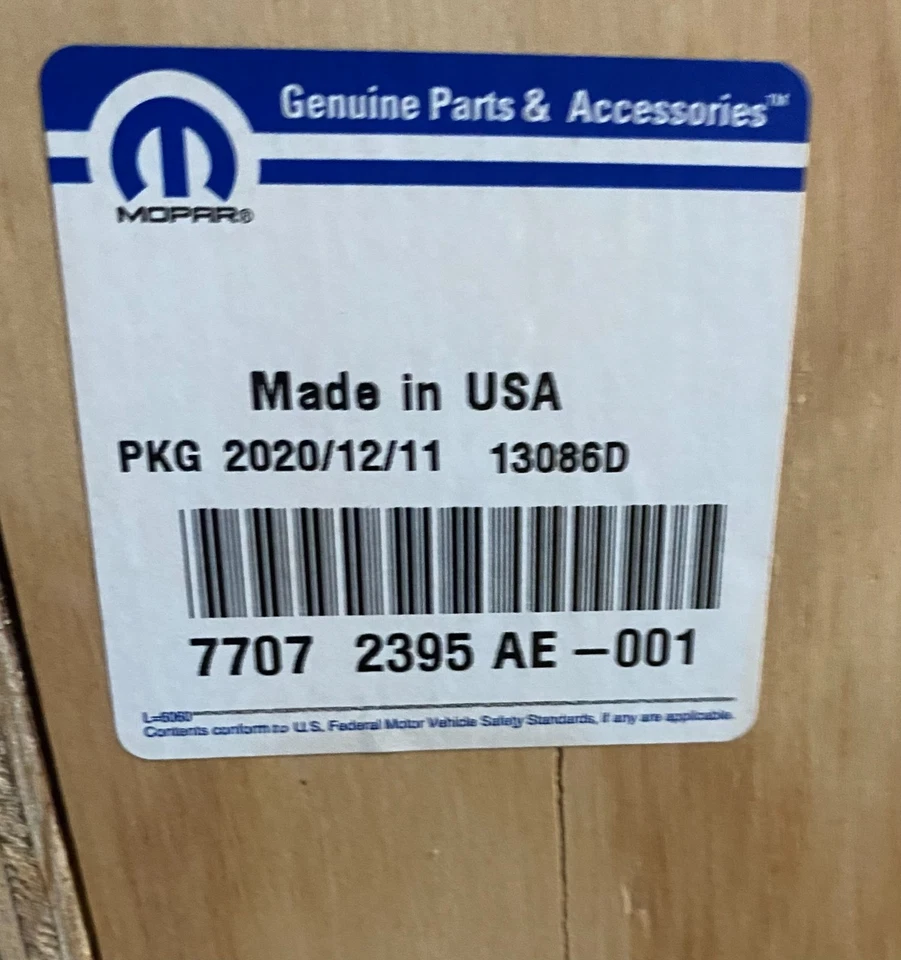 Genuine Parts & Accessories™
MOPAR®
Made in USA
PKG 2020/12/11 13086D
7707 2395 AE -001
L=6060
Contents conform to U.S. Federal Motor Vehicle Safety Standards, if any are applicable.